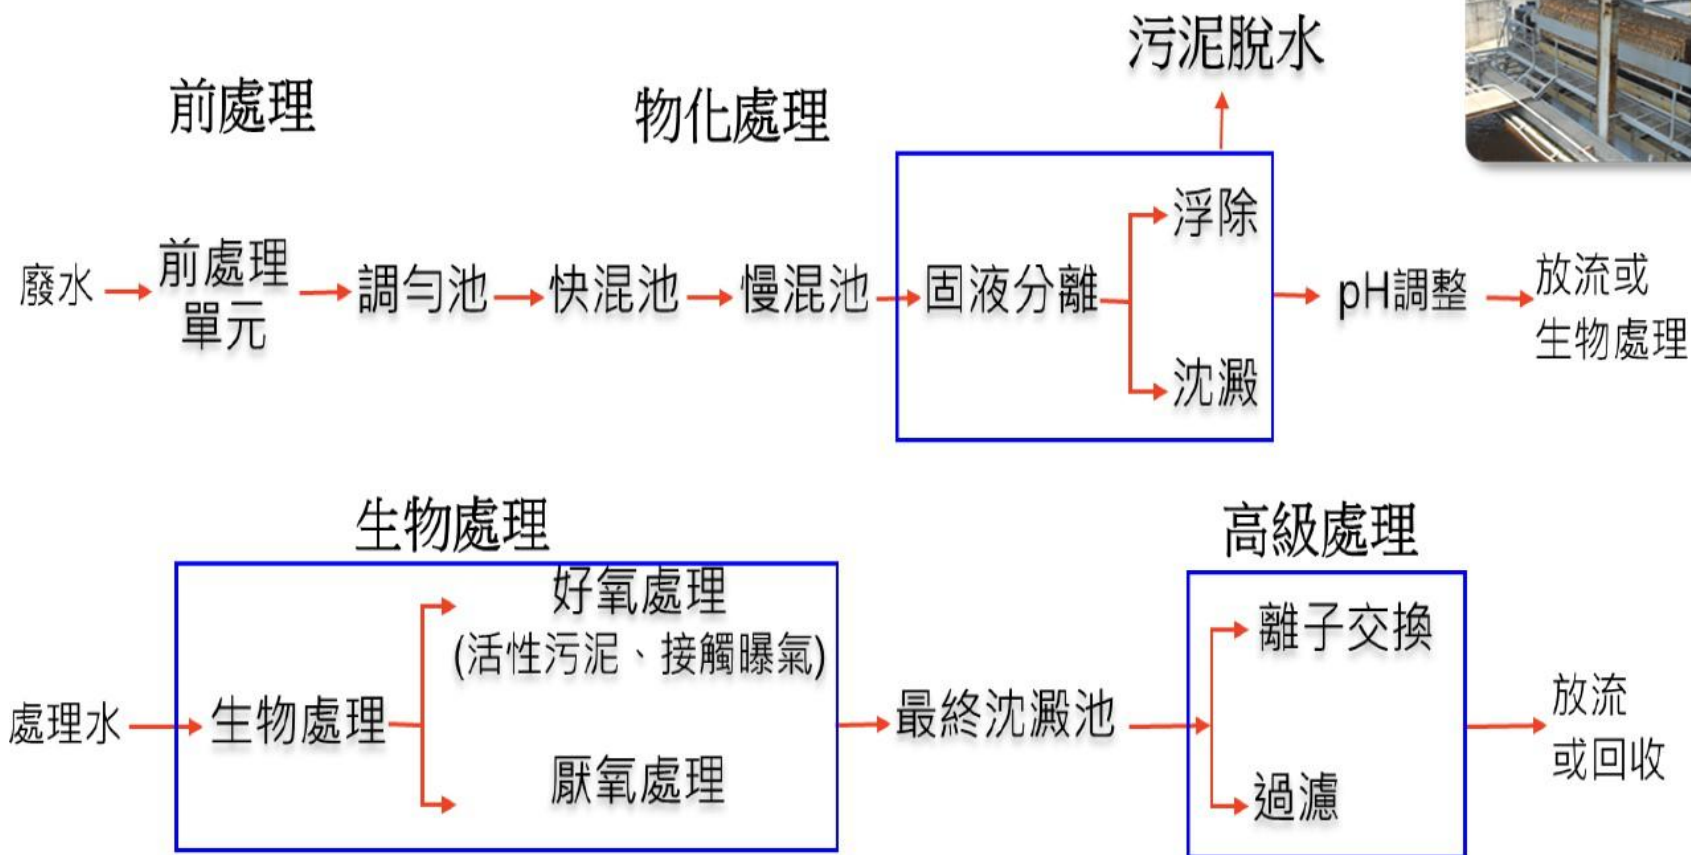 污泥脫水
前處理
物化處理
浮除
廢水
前處理
單元
調勻池
快混池
慢混池
固液分離
pH調整
放流或
生物處理
沈澱
生物處理
高級處理
好氧處理
(活性污泥、接觸曝氣)
離子交換
處理水
生物處理
最終沈澱池
放流
或回收
厭氧處理
過濾